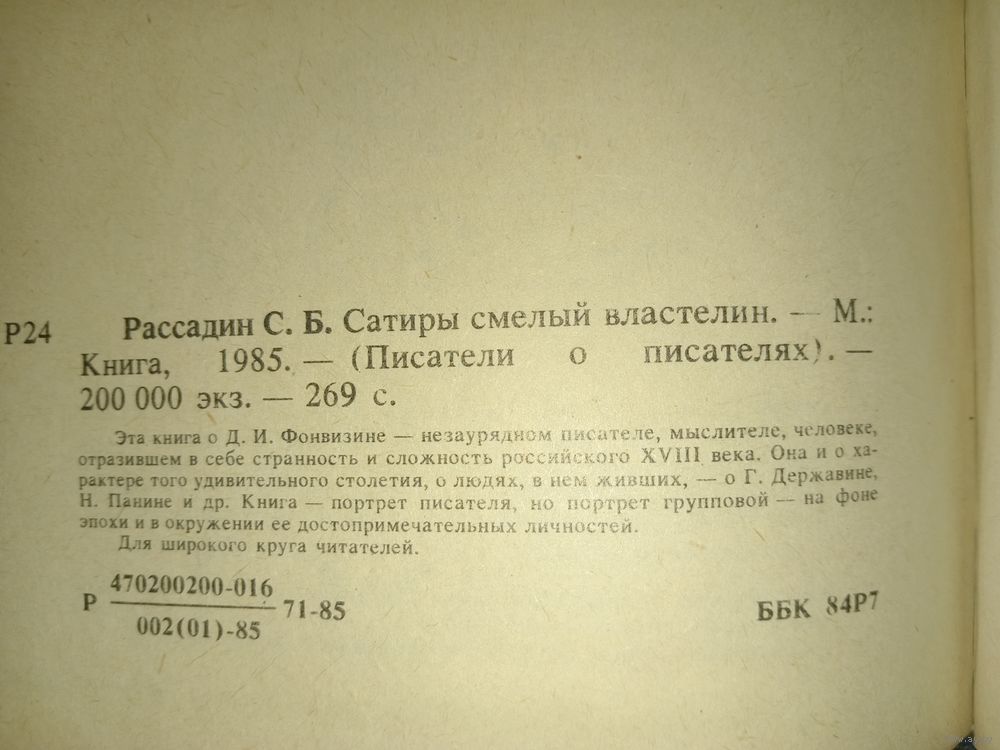 Р24
Рассадин С. Б. Сатиры смелый властелин. — М.:
Книга, 1985. — (Писатели о писателях). —
200 000 экз. — 269 с.
Эта книга о Д. И. Фонвизине — незаурядном писателе, мыслителе, человеке,
отразившем в себе странность и сложность российского XVIII века. Она и о ха-
рактере того удивительного столетия, о людях, в нем живших, — о Г. Державине,
Н. Панине и др. Книга — портрет писателя, но портрет групповой — на фоне
эпохи и в окружении ее достопримечательных личностей.
Для широкого круга читателей.
470200200-016
Р 71-85
002(01)-85
ББК 84Р7